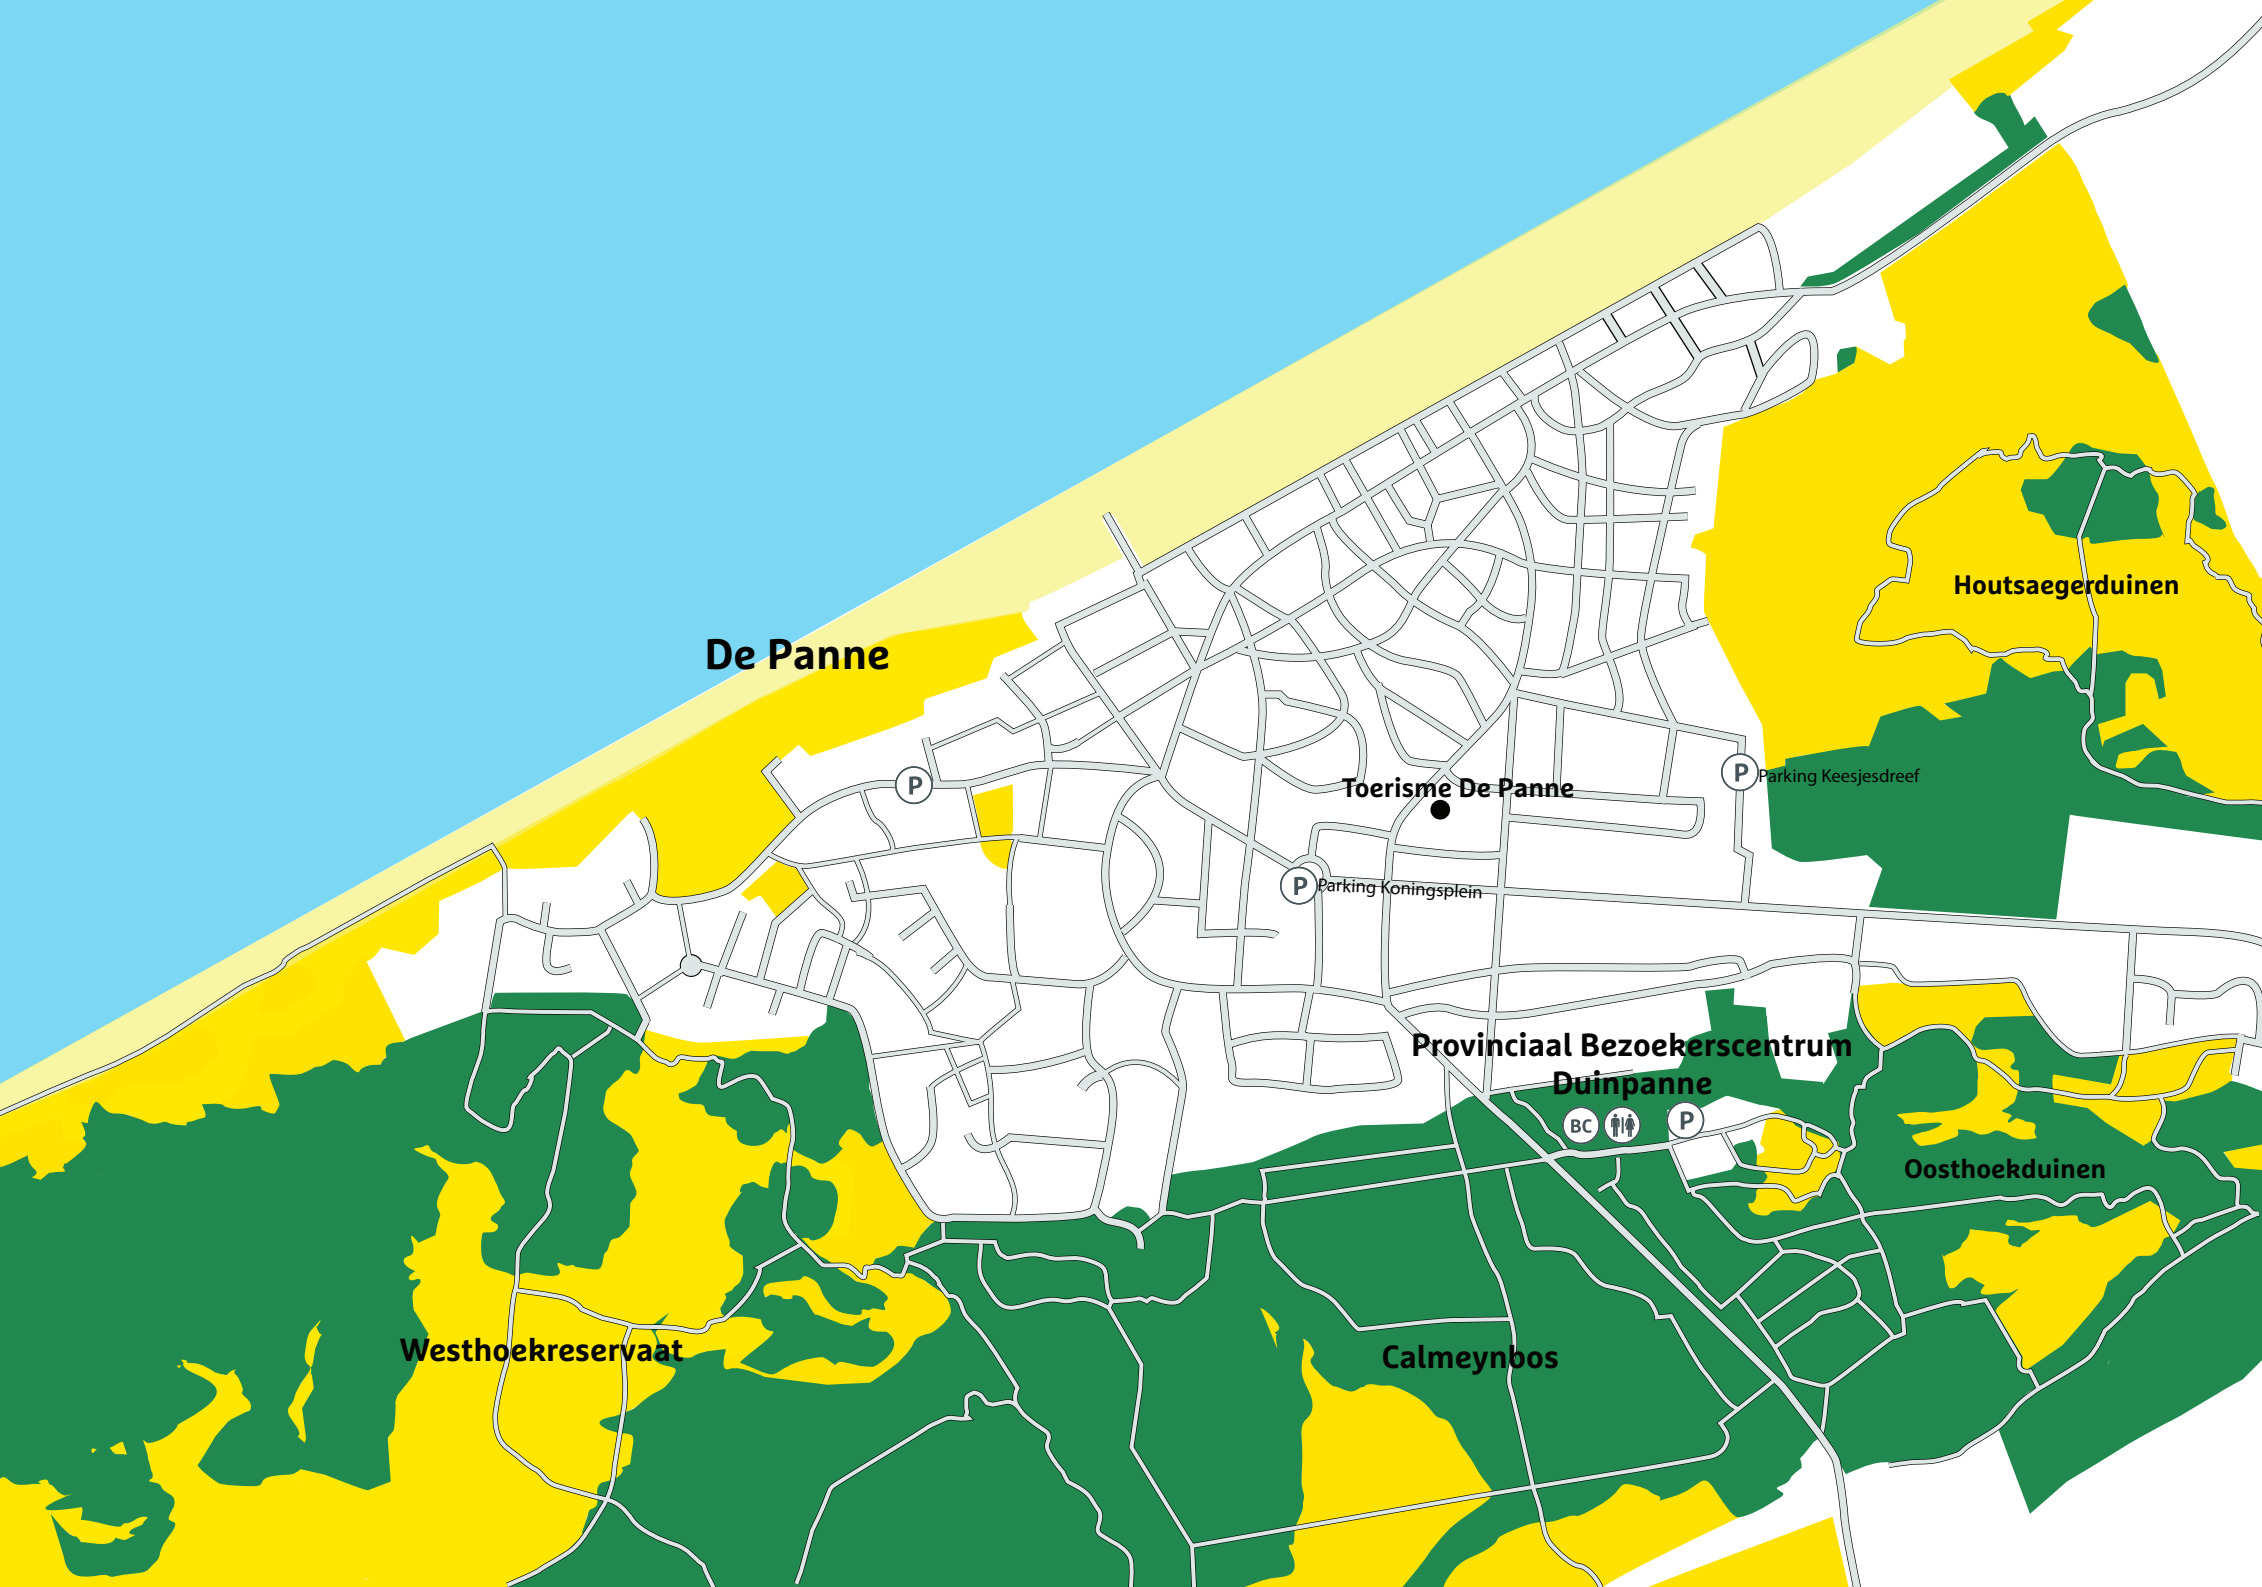 Houtsaegerduinen
De Panne
P
Toerisme De Panne
P Parking Keesjesdreef
P Parking Koningsplein
Provinciaal Bezoekerscentrum
Duinpanne
BC
P
Oosthoekduinen
Westhoekreservaat
Calmeynbos